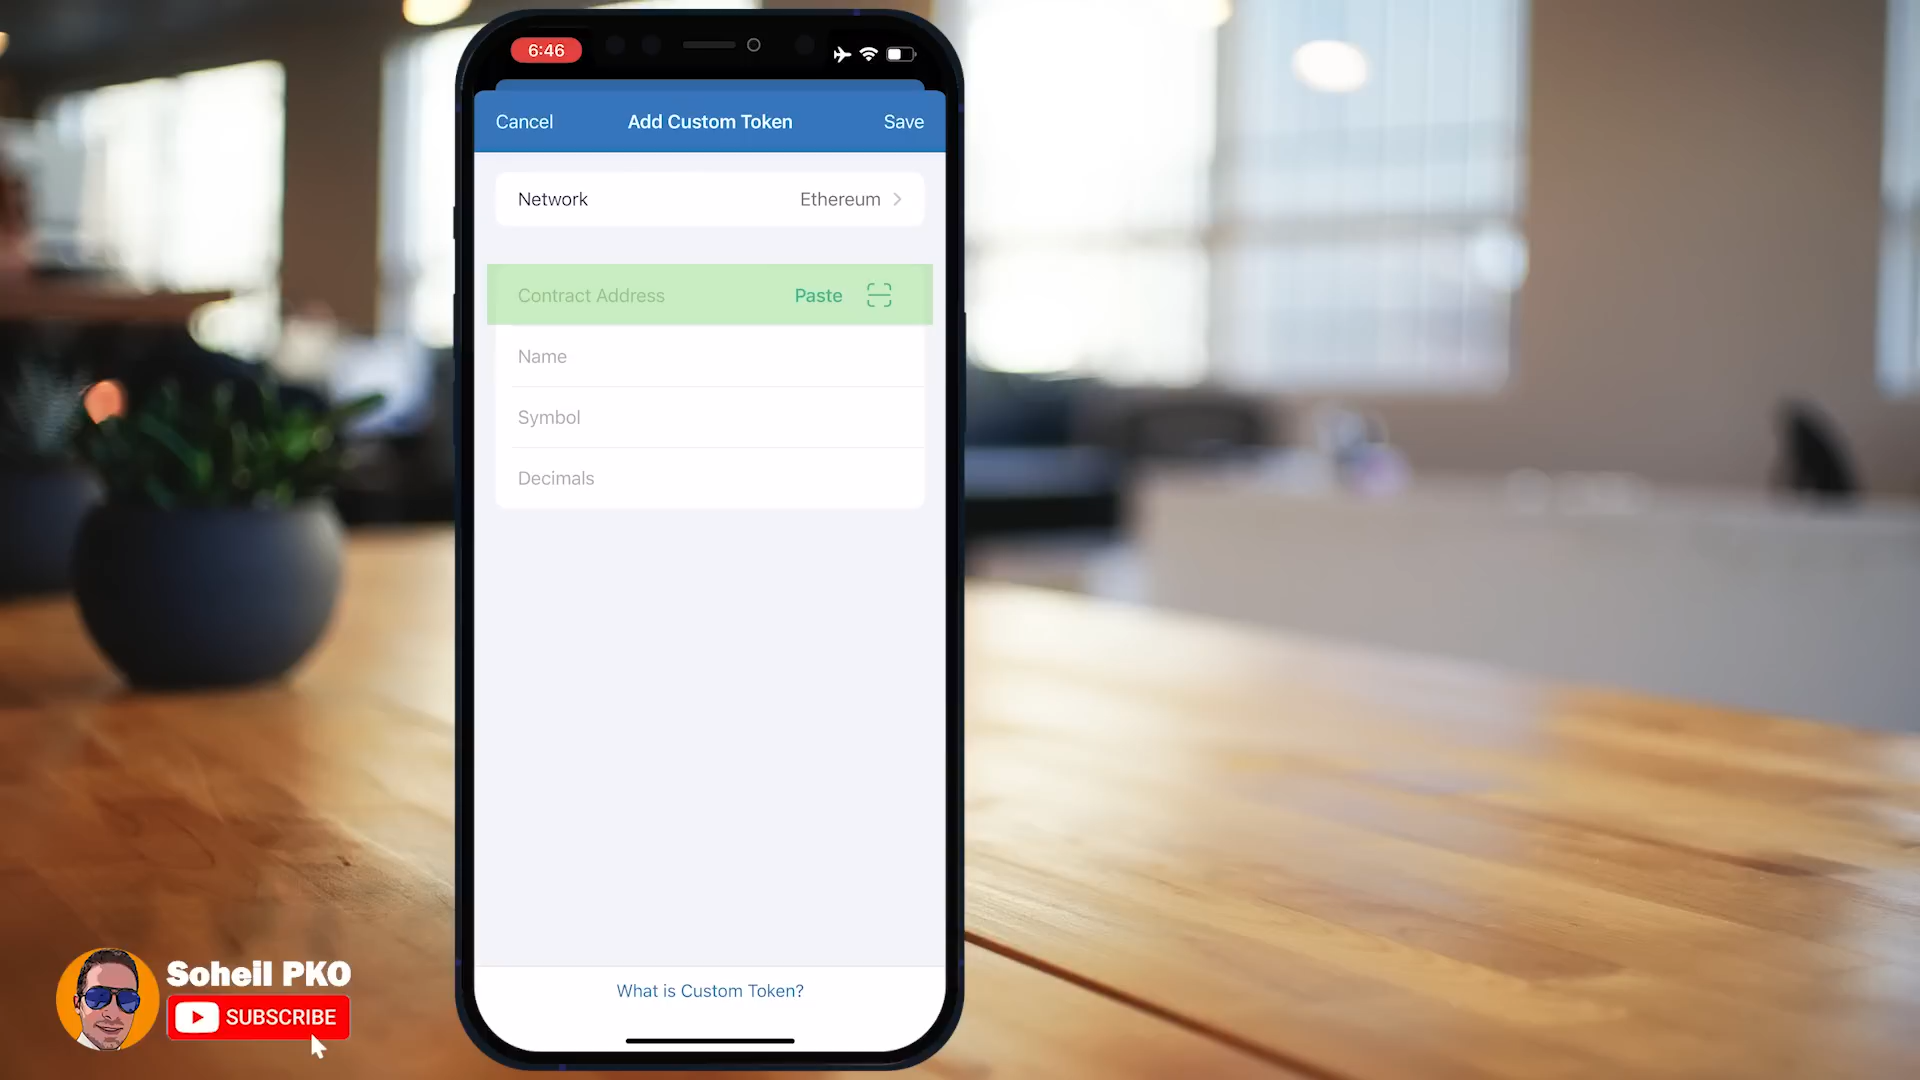 6:46
Cancel Add Custom Token Save
Network Ethereum
Contract Address Paste
Name
Symbol
Decimals
What is Custom Token?
Soheil PKO
SUBSCRIBE